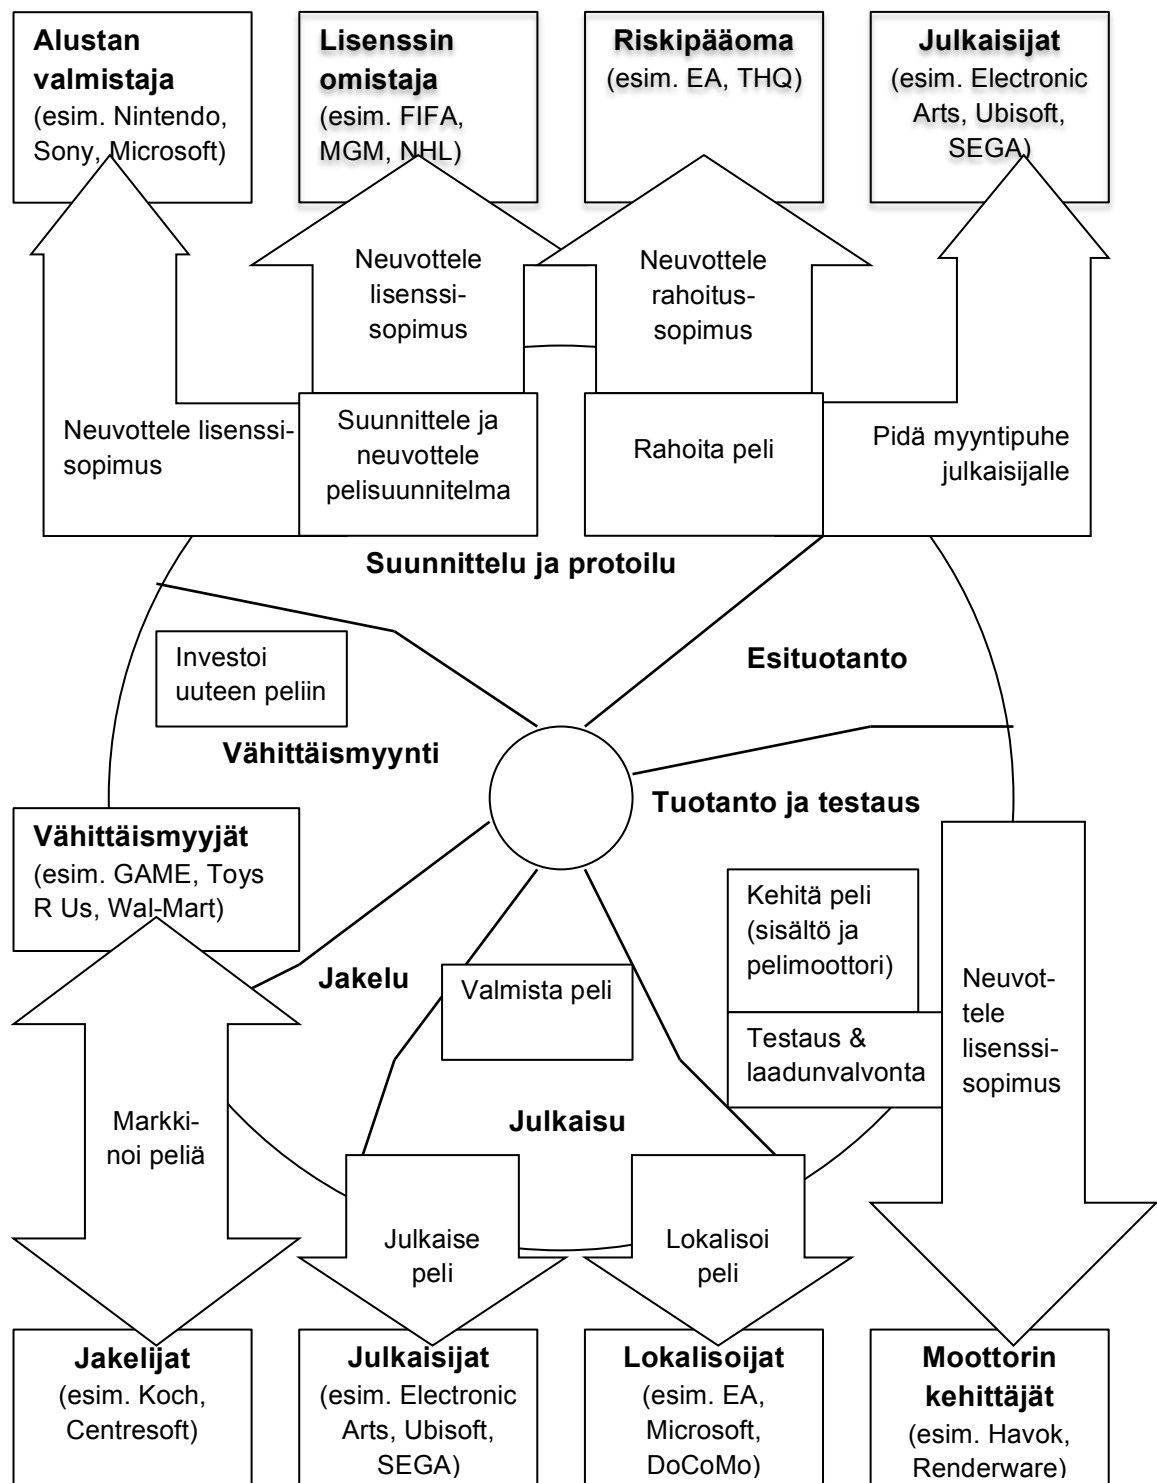 Alustan
valmistaja
(esim. Nintendo,
Sony, Microsoft)
Lisenssin
omistaja
(esim. FIFA,
MGM, NHL)
Riskipääoma
(esim. EA, THQ)
Julkaisijat
(esim. Electronic
Arts, Ubisoft,
SEGA)
Neuvottele
lisenssi-
sopimus
Neuvottele
rahoitus-
sopimus
Neuvottele lisenssi-
sopimus
Suunnittele ja
neuvottele
pelisuunnitelma
Rahoita peli
Pidä myyntipuhe
julkaisijalle
Suunnittelu ja protoilu
Investoi
uuteen peliin
Esituotanto
Vähittäismyynti
Tuotanto ja testaus
Vähittäismyyjät
(esim. GAME, Toys
R Us, Wal-Mart)
Kehitä peli
(sisältö ja
pelimoottori)
Jakelu
Valmista peli
Neuvot-
tele
lisenssi-
sopimus
Testaus &
laadunvalvonta
Markki-
noi peliä
Julkaisu
Julkaise
peli
Lokalisoi
peli
Jakelijat
(esim. Koch,
Centresoft)
Julkaisijat
(esim. Electronic
Arts, Ubisoft,
SEGA)
Lokalisoijat
(esim. EA,
Microsoft,
DoCoMo)
Moottorin
kehittäjät
(esim. Havok,
Renderware)